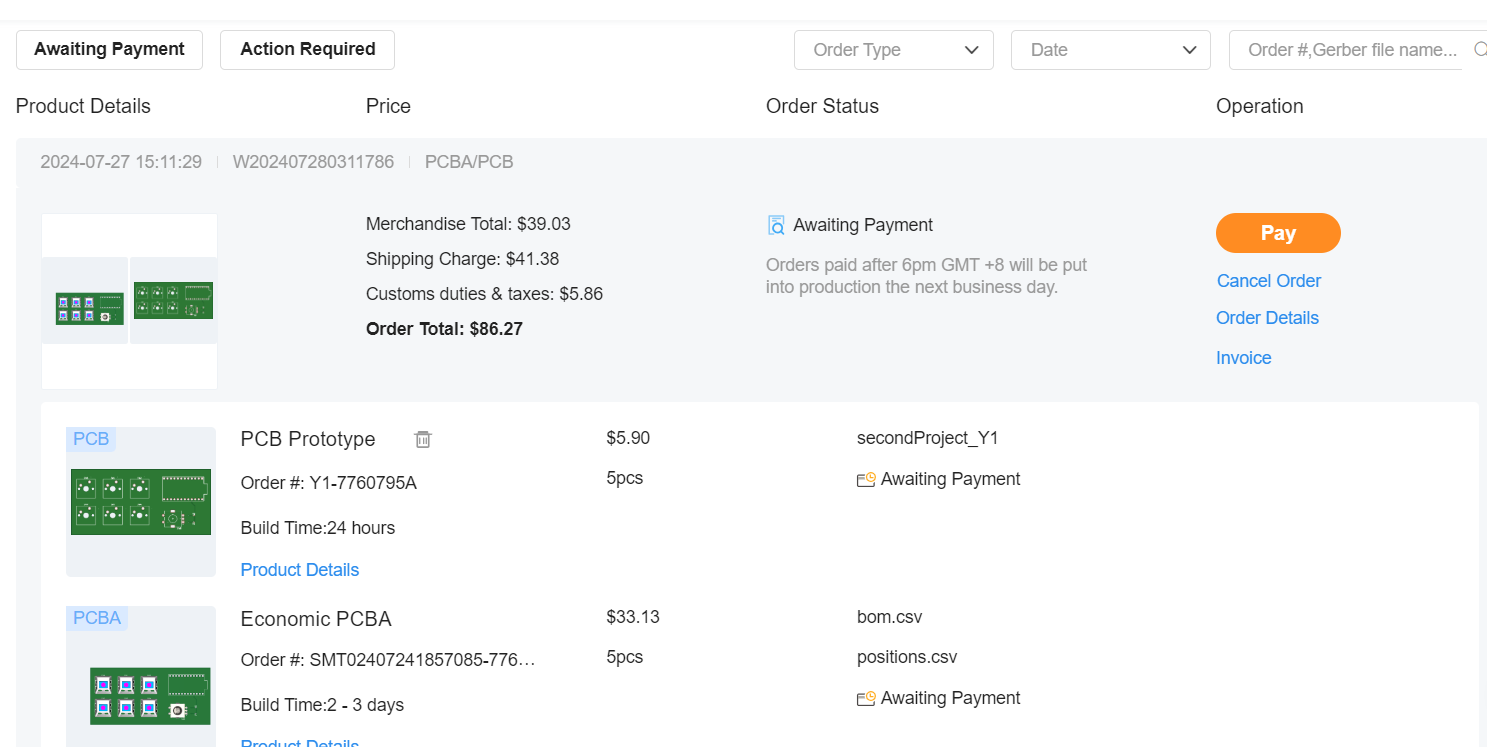 Awaiting Payment
Action Required
Order Type
Date
Order #,Gerber file name...
Product Details
Price
Order Status
Operation
2024-07-27 15:11:29
W202407280311786
PCBA/PCB
Merchandise Total: $39.03
Shipping Charge: $41.38
Customs duties & taxes: $5.86
Order Total: $86.27
Awaiting Payment
Orders paid after 6pm GMT +8 will be put
into production the next business day.
Pay
Cancel Order
Order Details
Invoice
PCB
PCB Prototype
$5.90
secondProject_Y1
Order #: Y1-7760795A
5pcs
Awaiting Payment
Build Time:24 hours
Product Details
PCBA
Economic PCBA
$33.13
bom.csv
Order #: SMT02407241857085-776…
5pcs
positions.csv
Build Time:2 - 3 days
Awaiting Payment
Product Details